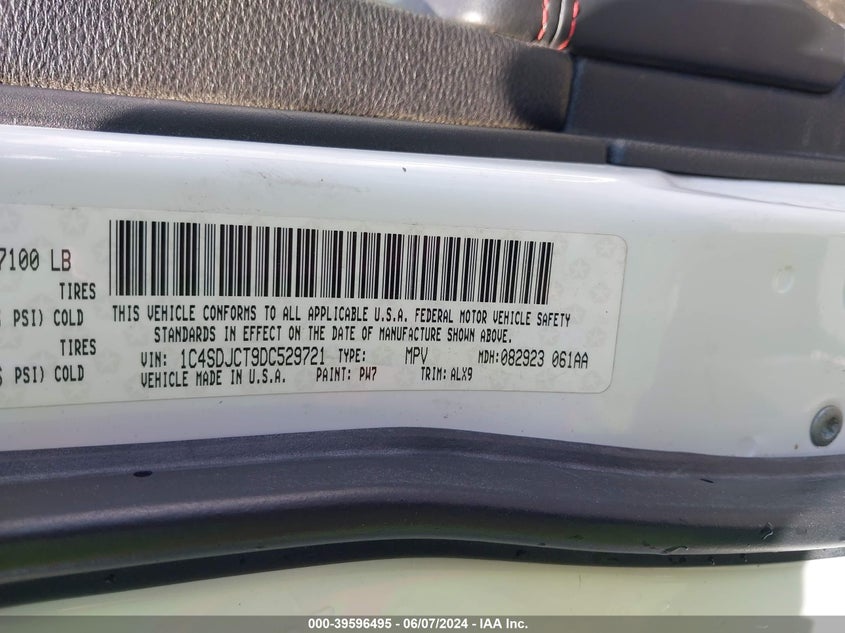 7100 LB
TIRES
PSI) COLD
TIRES
PSI) COLD
THIS VEHICLE CONFORMS TO ALL APPLICABLE U.S.A. FEDERAL MOTOR VEHICLE SAFETY
STANDARDS IN EFFECT ON THE DATE OF MANUFACTURE SHOWN ABOVE.
VIN: 1C4SDJCT9DC529721 TYPE: MPV MDH:082923 061AA
VEHICLE MADE IN U.S.A. PAINT: PW7 TRIM: ALX9
000-39596495 - 06/07/2024 - IAA Inc.